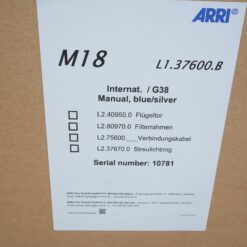 ARRI
M18
L1.37600.B
Internat. / G38
Manual, blue/silver
L2.40950.0 Flügeltor
L2.80970.0 Filterrahmen
L2.75600.__ Verbindungskabel
L2.37670.0 Streulichtring
Serial number: 10781